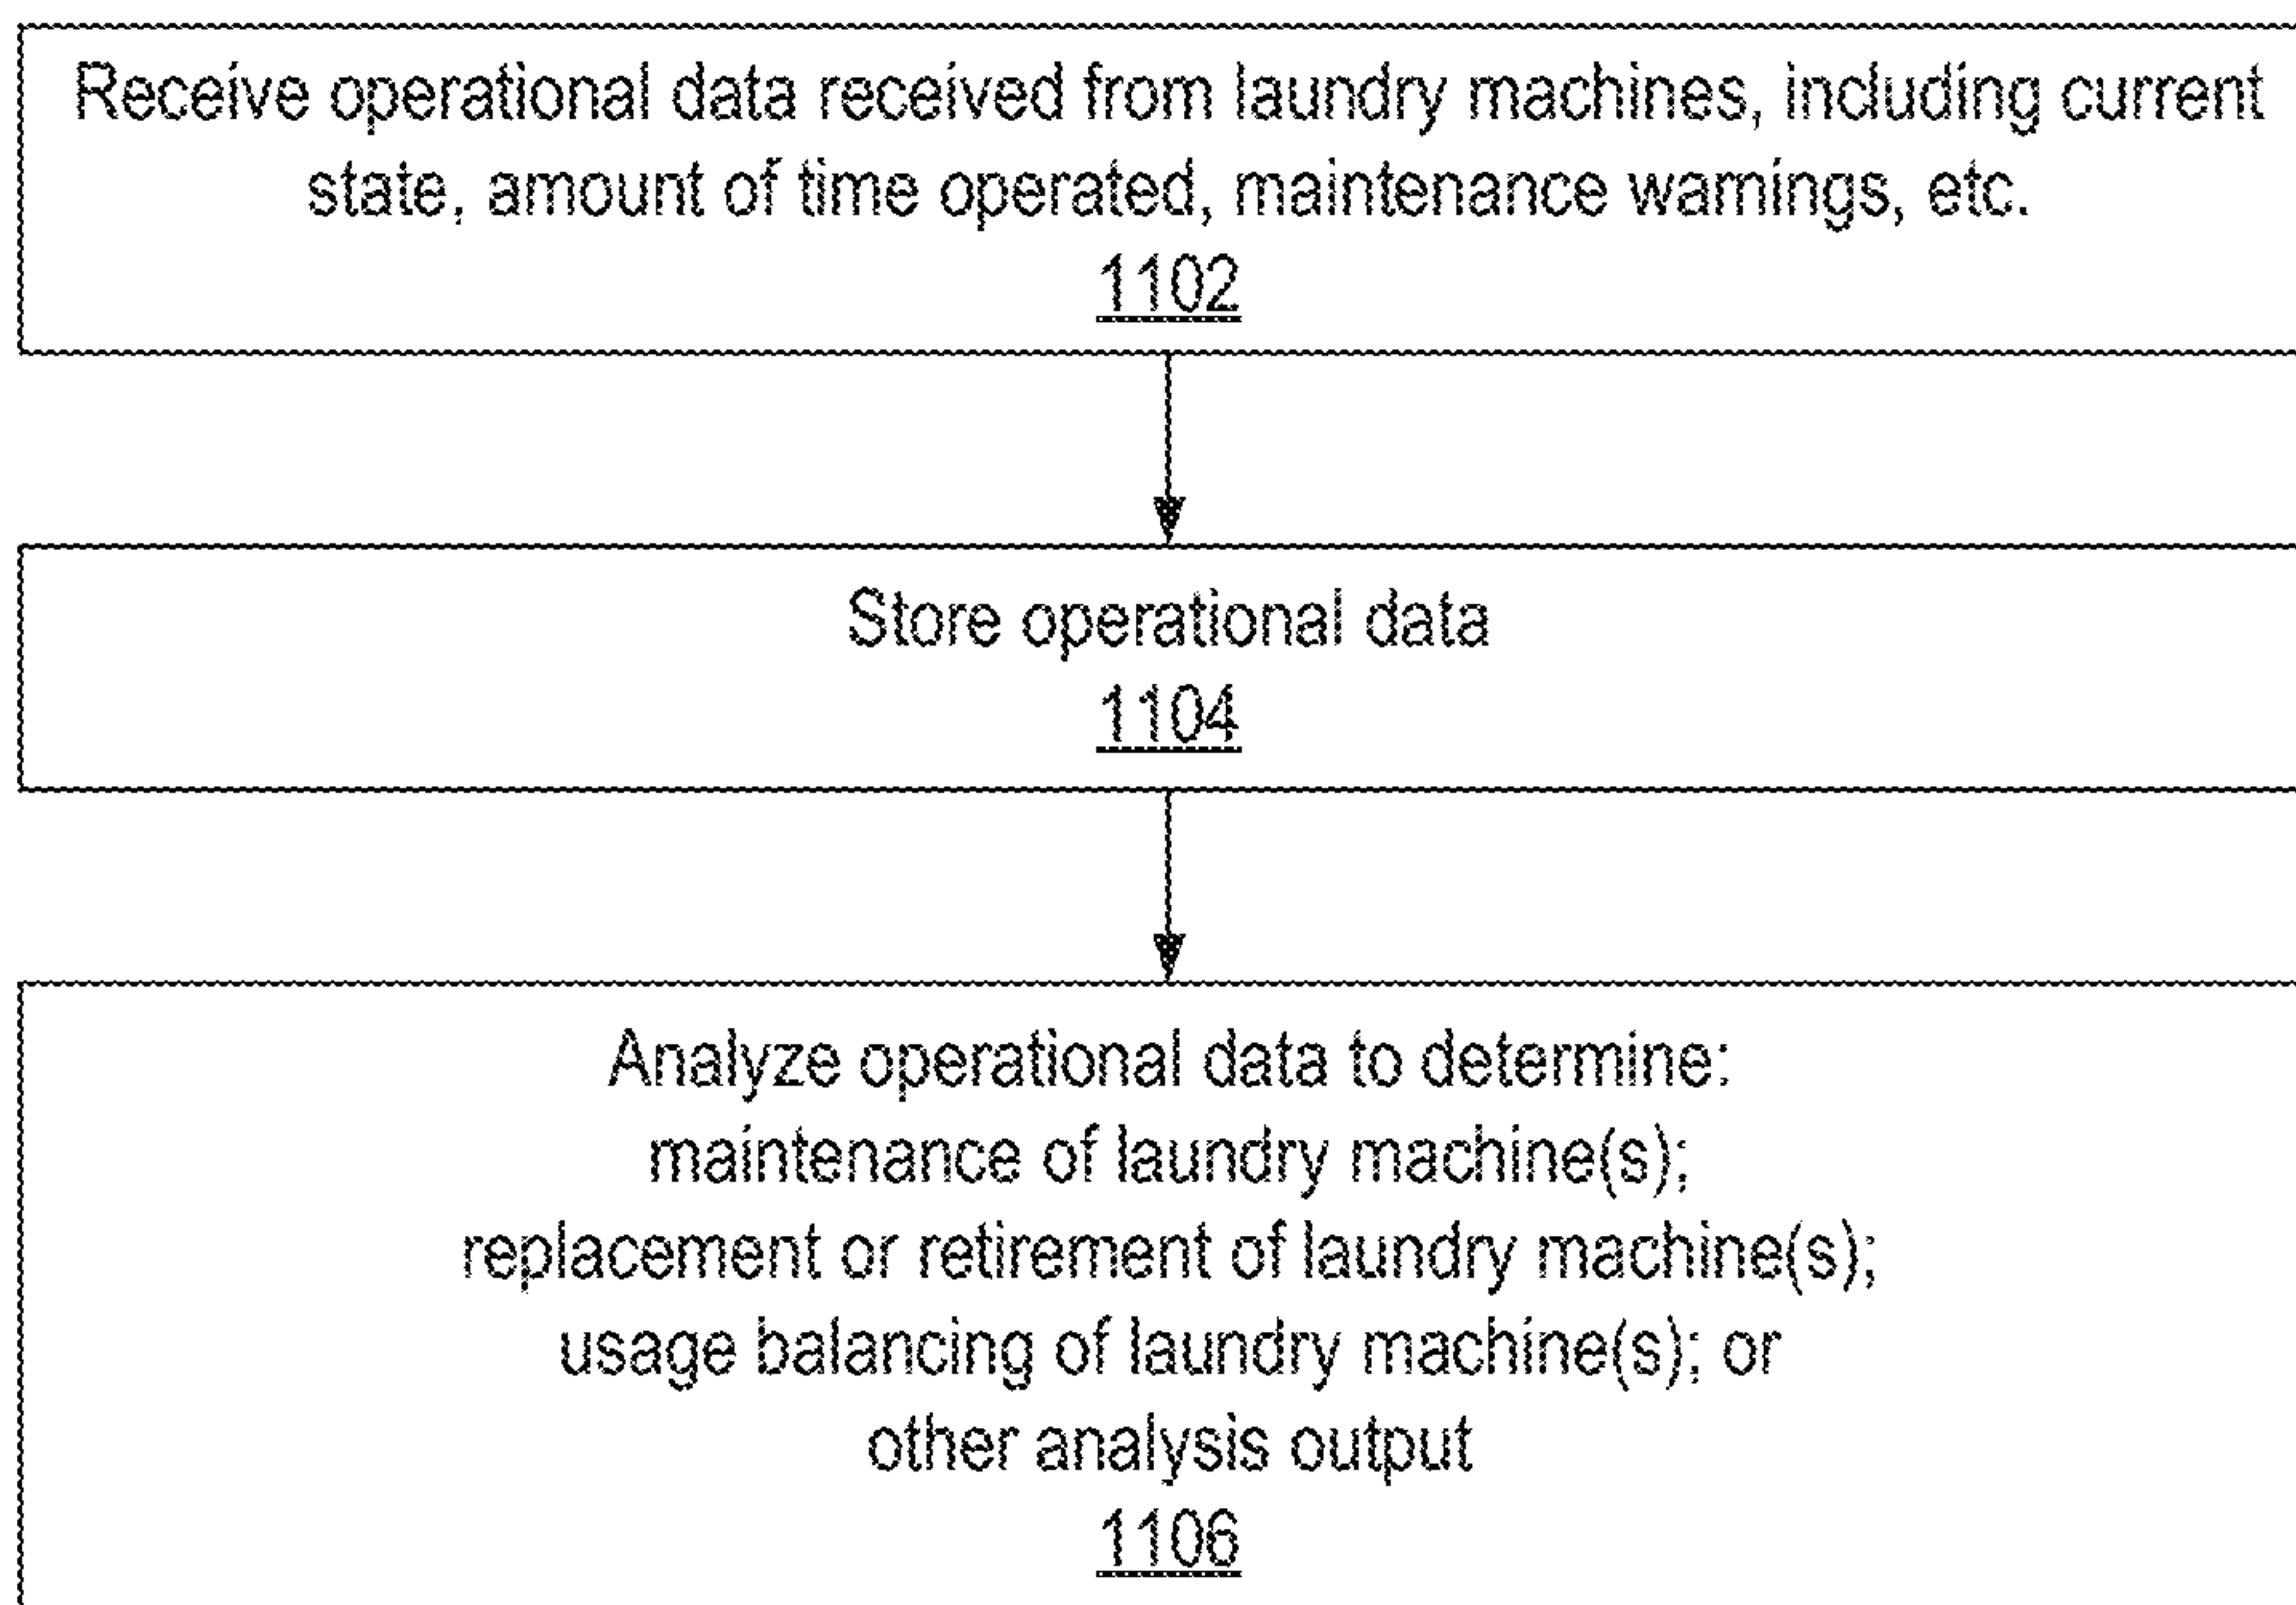 Receive operational data received from laundry machines, including current
state, amount of time operated, maintenance warnings, etc.
1102
Store operational data
1104
Analyze operational data to determine:
maintenance of laundry machine(s);
replacement or retirement of laundry machine(s);
usage balancing of laundry machine(s); or
other analysis output
1106